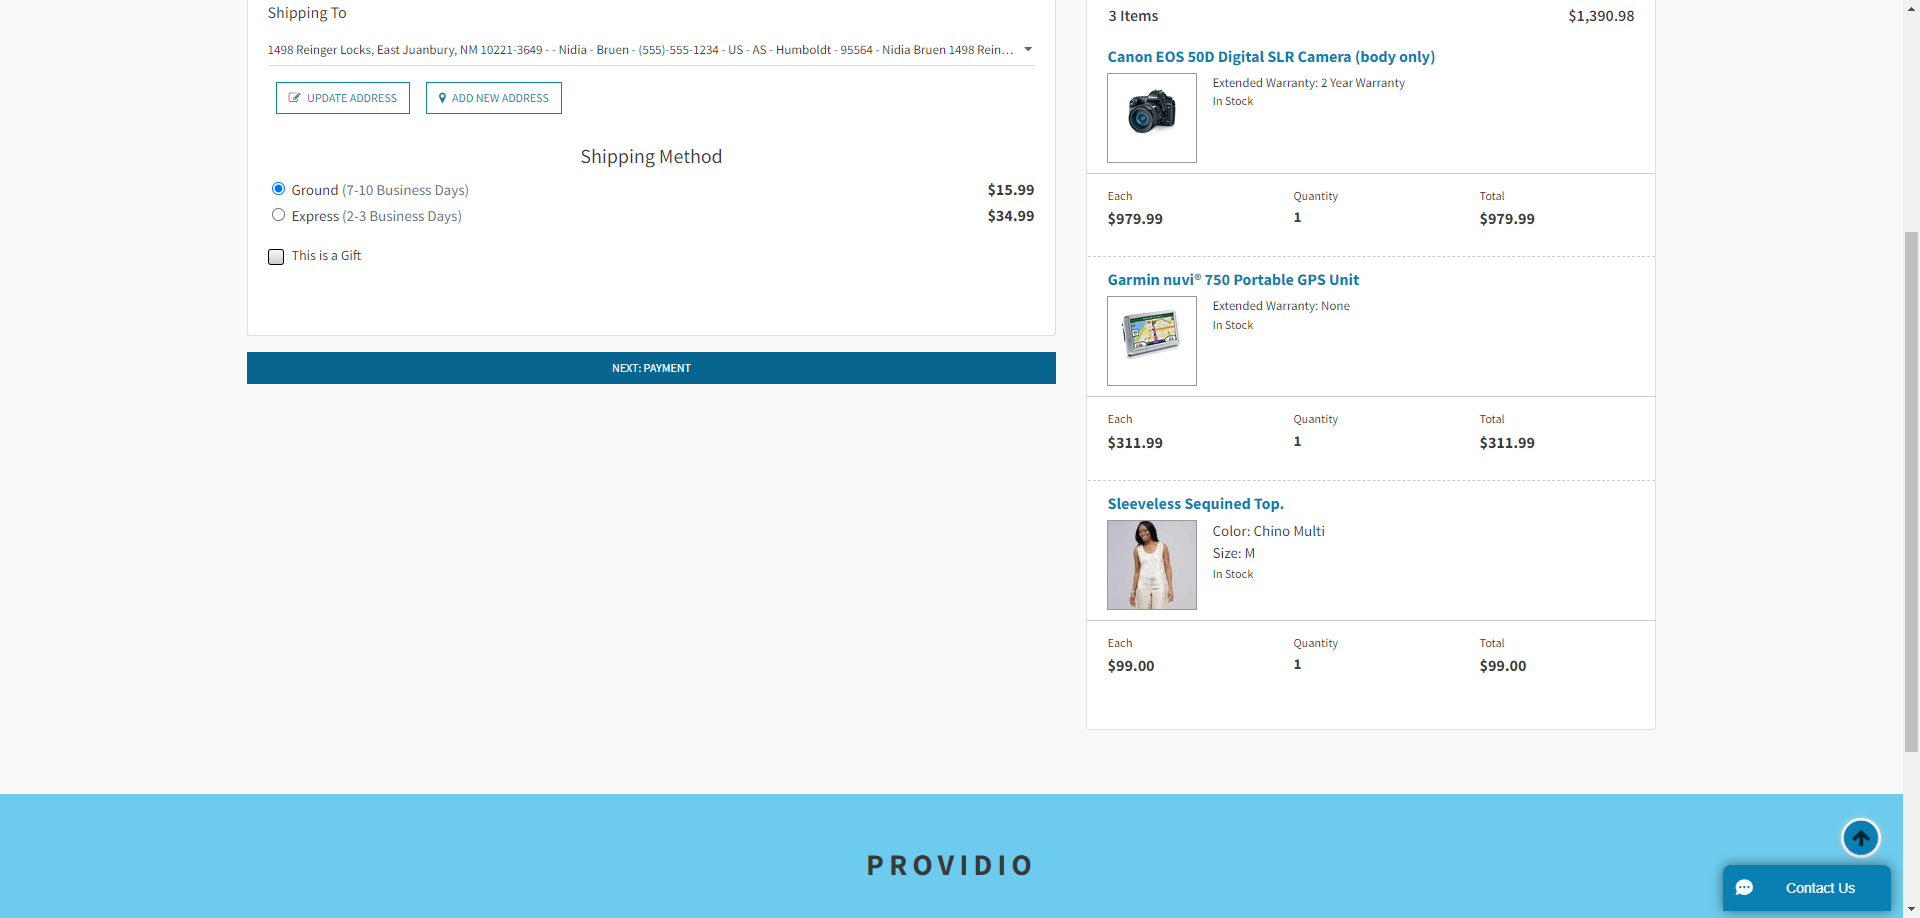 Shipping To
1498 Reinger Locks, East Juanbury, NM 10221-3649 - - Nidia - Bruen - (555)-555-1234 - US - AS - Humboldt - 95564 - Nidia Bruen 1498 Rein...
UPDATE ADDRESS
ADD NEW ADDRESS
Shipping Method
Ground (7-10 Business Days) $15.99
Express (2-3 Business Days) $34.99
This is a Gift
NEXT: PAYMENT
3 Items $1,390.98
Canon EOS 50D Digital SLR Camera (body only)
Extended Warranty: 2 Year Warranty
In Stock
Each Quantity Total
$979.99 1 $979.99
Garmin nuvi® 750 Portable GPS Unit
Extended Warranty: None
In Stock
Each Quantity Total
$311.99 1 $311.99
Sleeveless Sequined Top.
Color: Chino Multi
Size: M
In Stock
Each Quantity Total
$99.00 1 $99.00
PROVIDIO
Contact Us